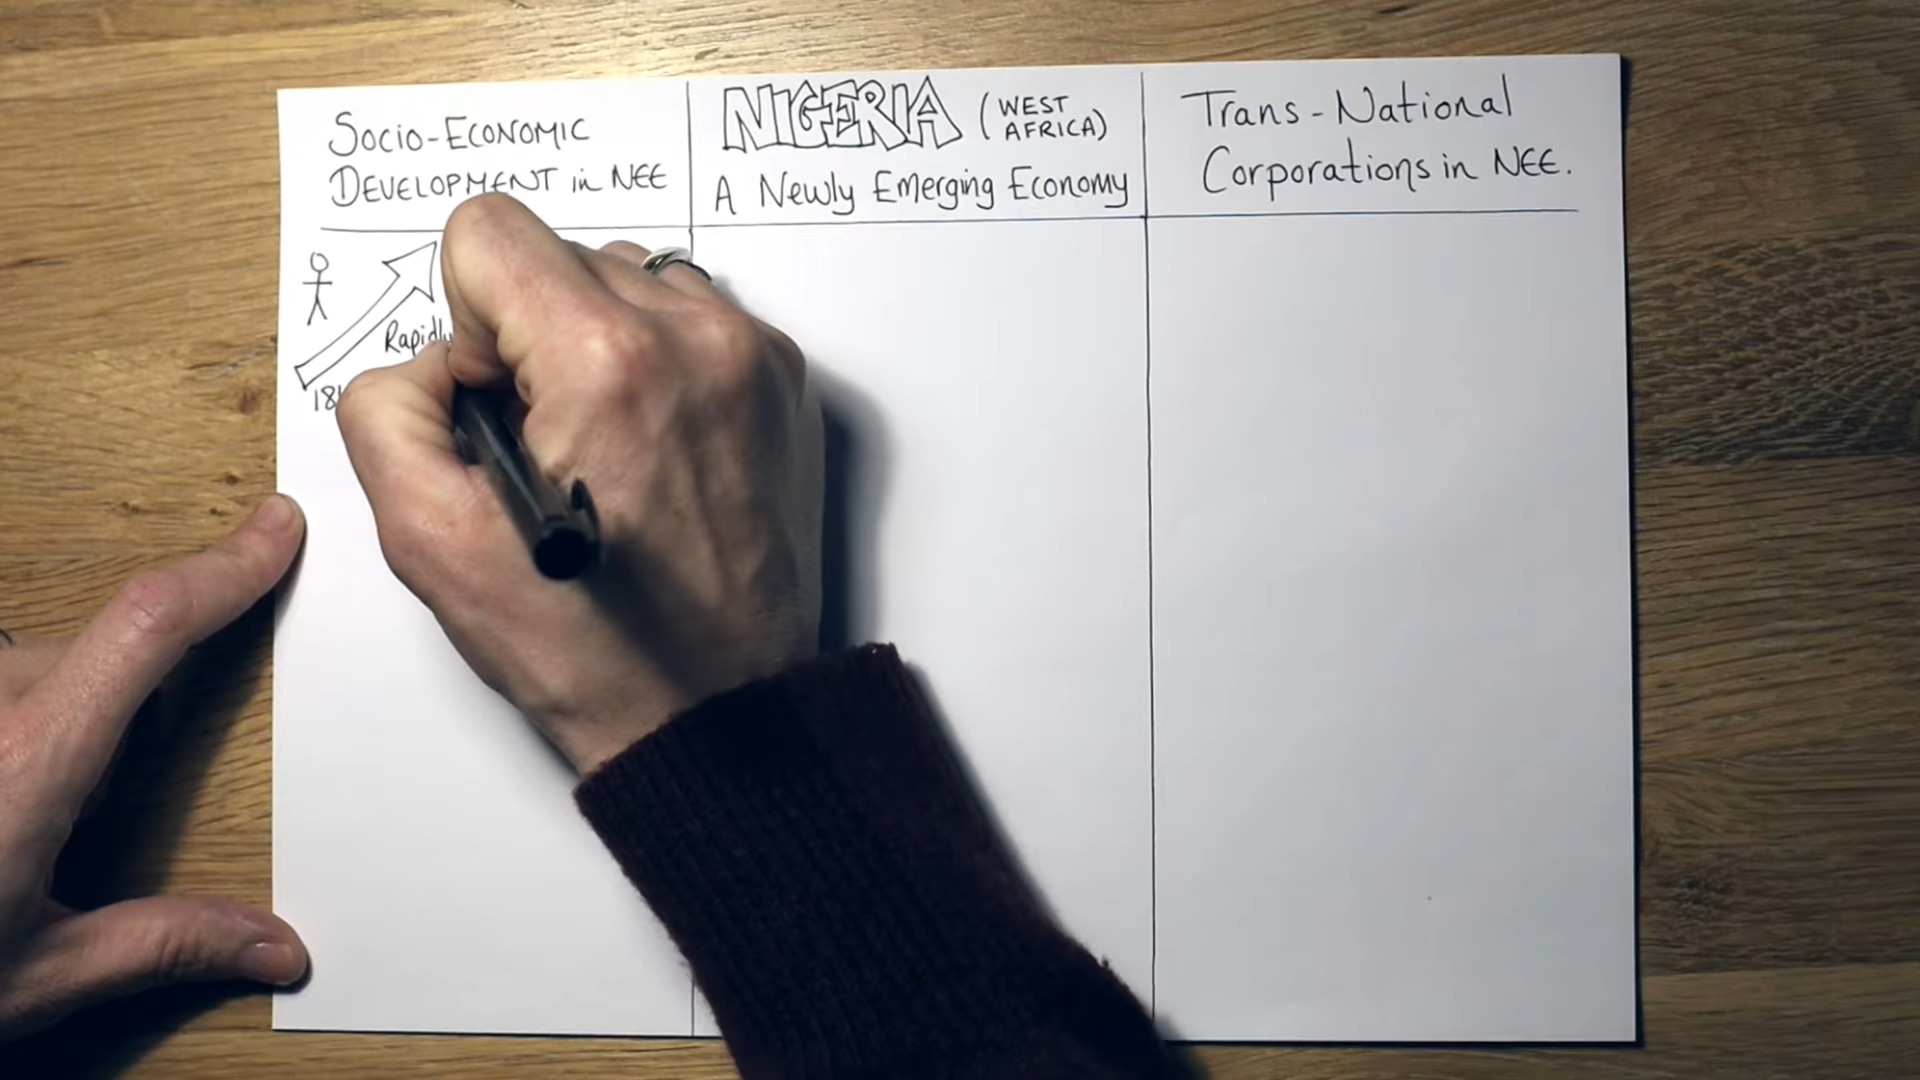 Socio-Economic
Development in NEE
Rapidly
NIGERIA (WEST AFRICA)
A Newly Emerging Economy
Trans-National
Corporations in NEE.